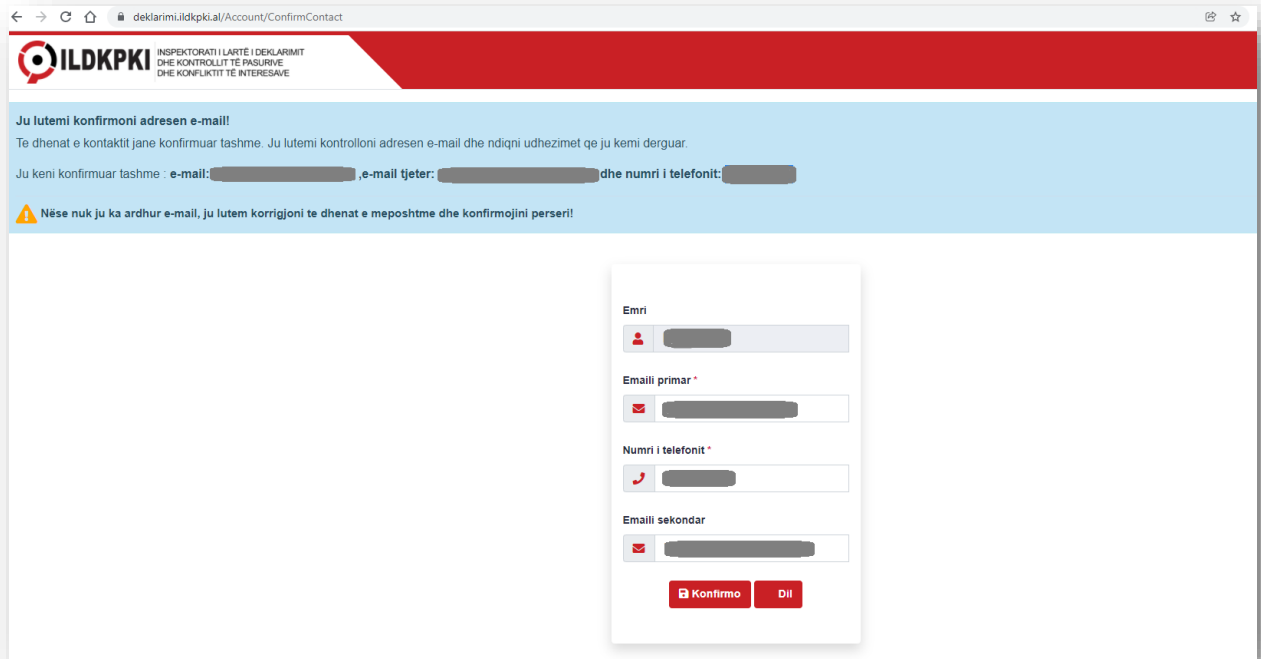 deklarimi.ildkpki.al/Account/ConfirmContact
ILDKPKI
INSPEKTORATI I LARTË I DEKLARIMIT
DHE KONTROLLIT TË PASURIVE
DHE KONFLIKTIT TË INTERESAVE
Ju lutemi konfirmoni adresen e-mail!
Te dhenat e kontaktit jane konfirmuar tashme. Ju lutemi kontrolloni adresen e-mail dhe ndiqni udhezimet qe ju kemi derguar.
Ju keni konfirmuar tashme : e-mail: ,e-mail tjeter: dhe numri i telefonit:
Nëse nuk ju ka ardhur e-mail, ju lutem korrigjoni te dhenat e meposhtme dhe konfirmojini perseri!
Emri
Emaili primar *
Numri i telefonit *
Emaili sekondar
Konfirmo Dil